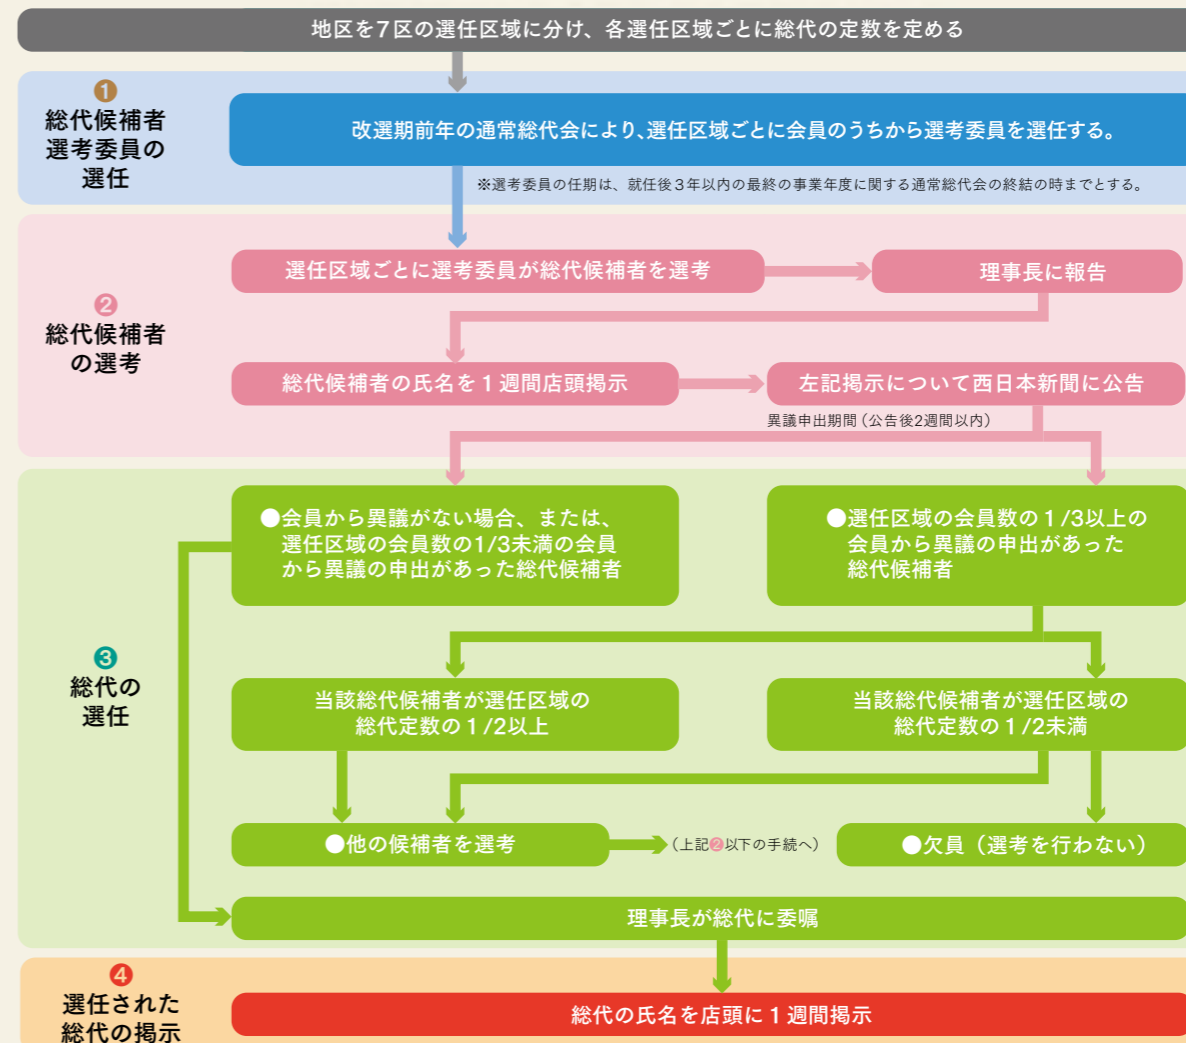 地区を7区の選任区域に分け、各選任区域ごとに総代の定数を定める
❶
総代候補者
選考委員の
選任
改選期前年の通常総代会により、選任区域ごとに会員のうちから選考委員を選任する。
※選考委員の任期は、就任後3年以内の最終の事業年度に関する通常総代会の終結の時までとする。
❷
総代候補者
の選考
選任区域ごとに選考委員が総代候補者を選考
理事長に報告
総代候補者の氏名を1週間店頭掲示
左記掲示について西日本新聞に公告
異議申出期間(公告後2週間以内)
❸
総代の
選任
●会員から異議がない場合、または、
選任区域の会員数の1/3未満の会員
から異議の申出があった総代候補者
●選任区域の会員数の1/3以上の
会員から異議の申出があった
総代候補者
当該総代候補者が選任区域の
総代定数の1/2以上
当該総代候補者が選任区域の
総代定数の1/2未満
●他の候補者を選考
(上記❷以下の手続へ)
●欠員(選考を行わない)
理事長が総代に委嘱
❹
選任された
総代の掲示
総代の氏名を店頭に1週間掲示